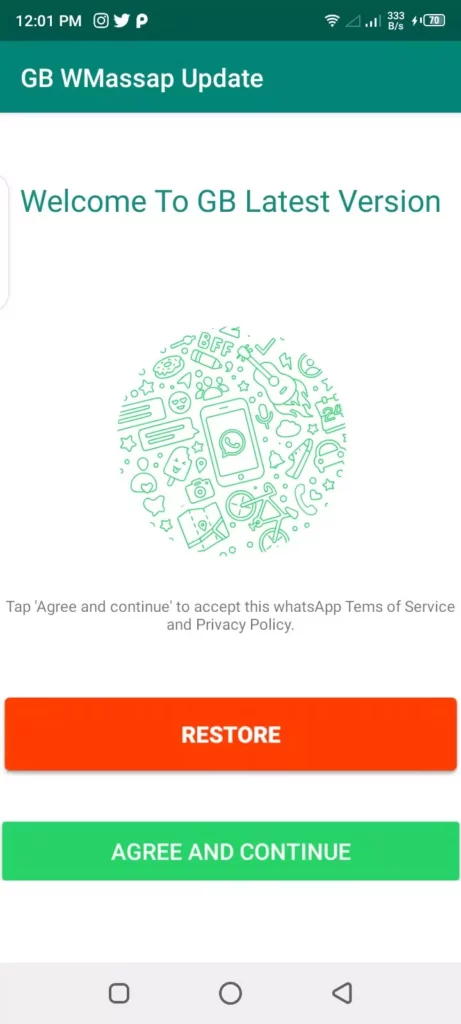 12:01 PM 333 B/s 70
GB WMassap Update
Welcome To GB Latest Version
BFF
24
Tap 'Agree and continue' to accept this whatsApp Tems of Service
and Privacy Policy.
RESTORE
AGREE AND CONTINUE